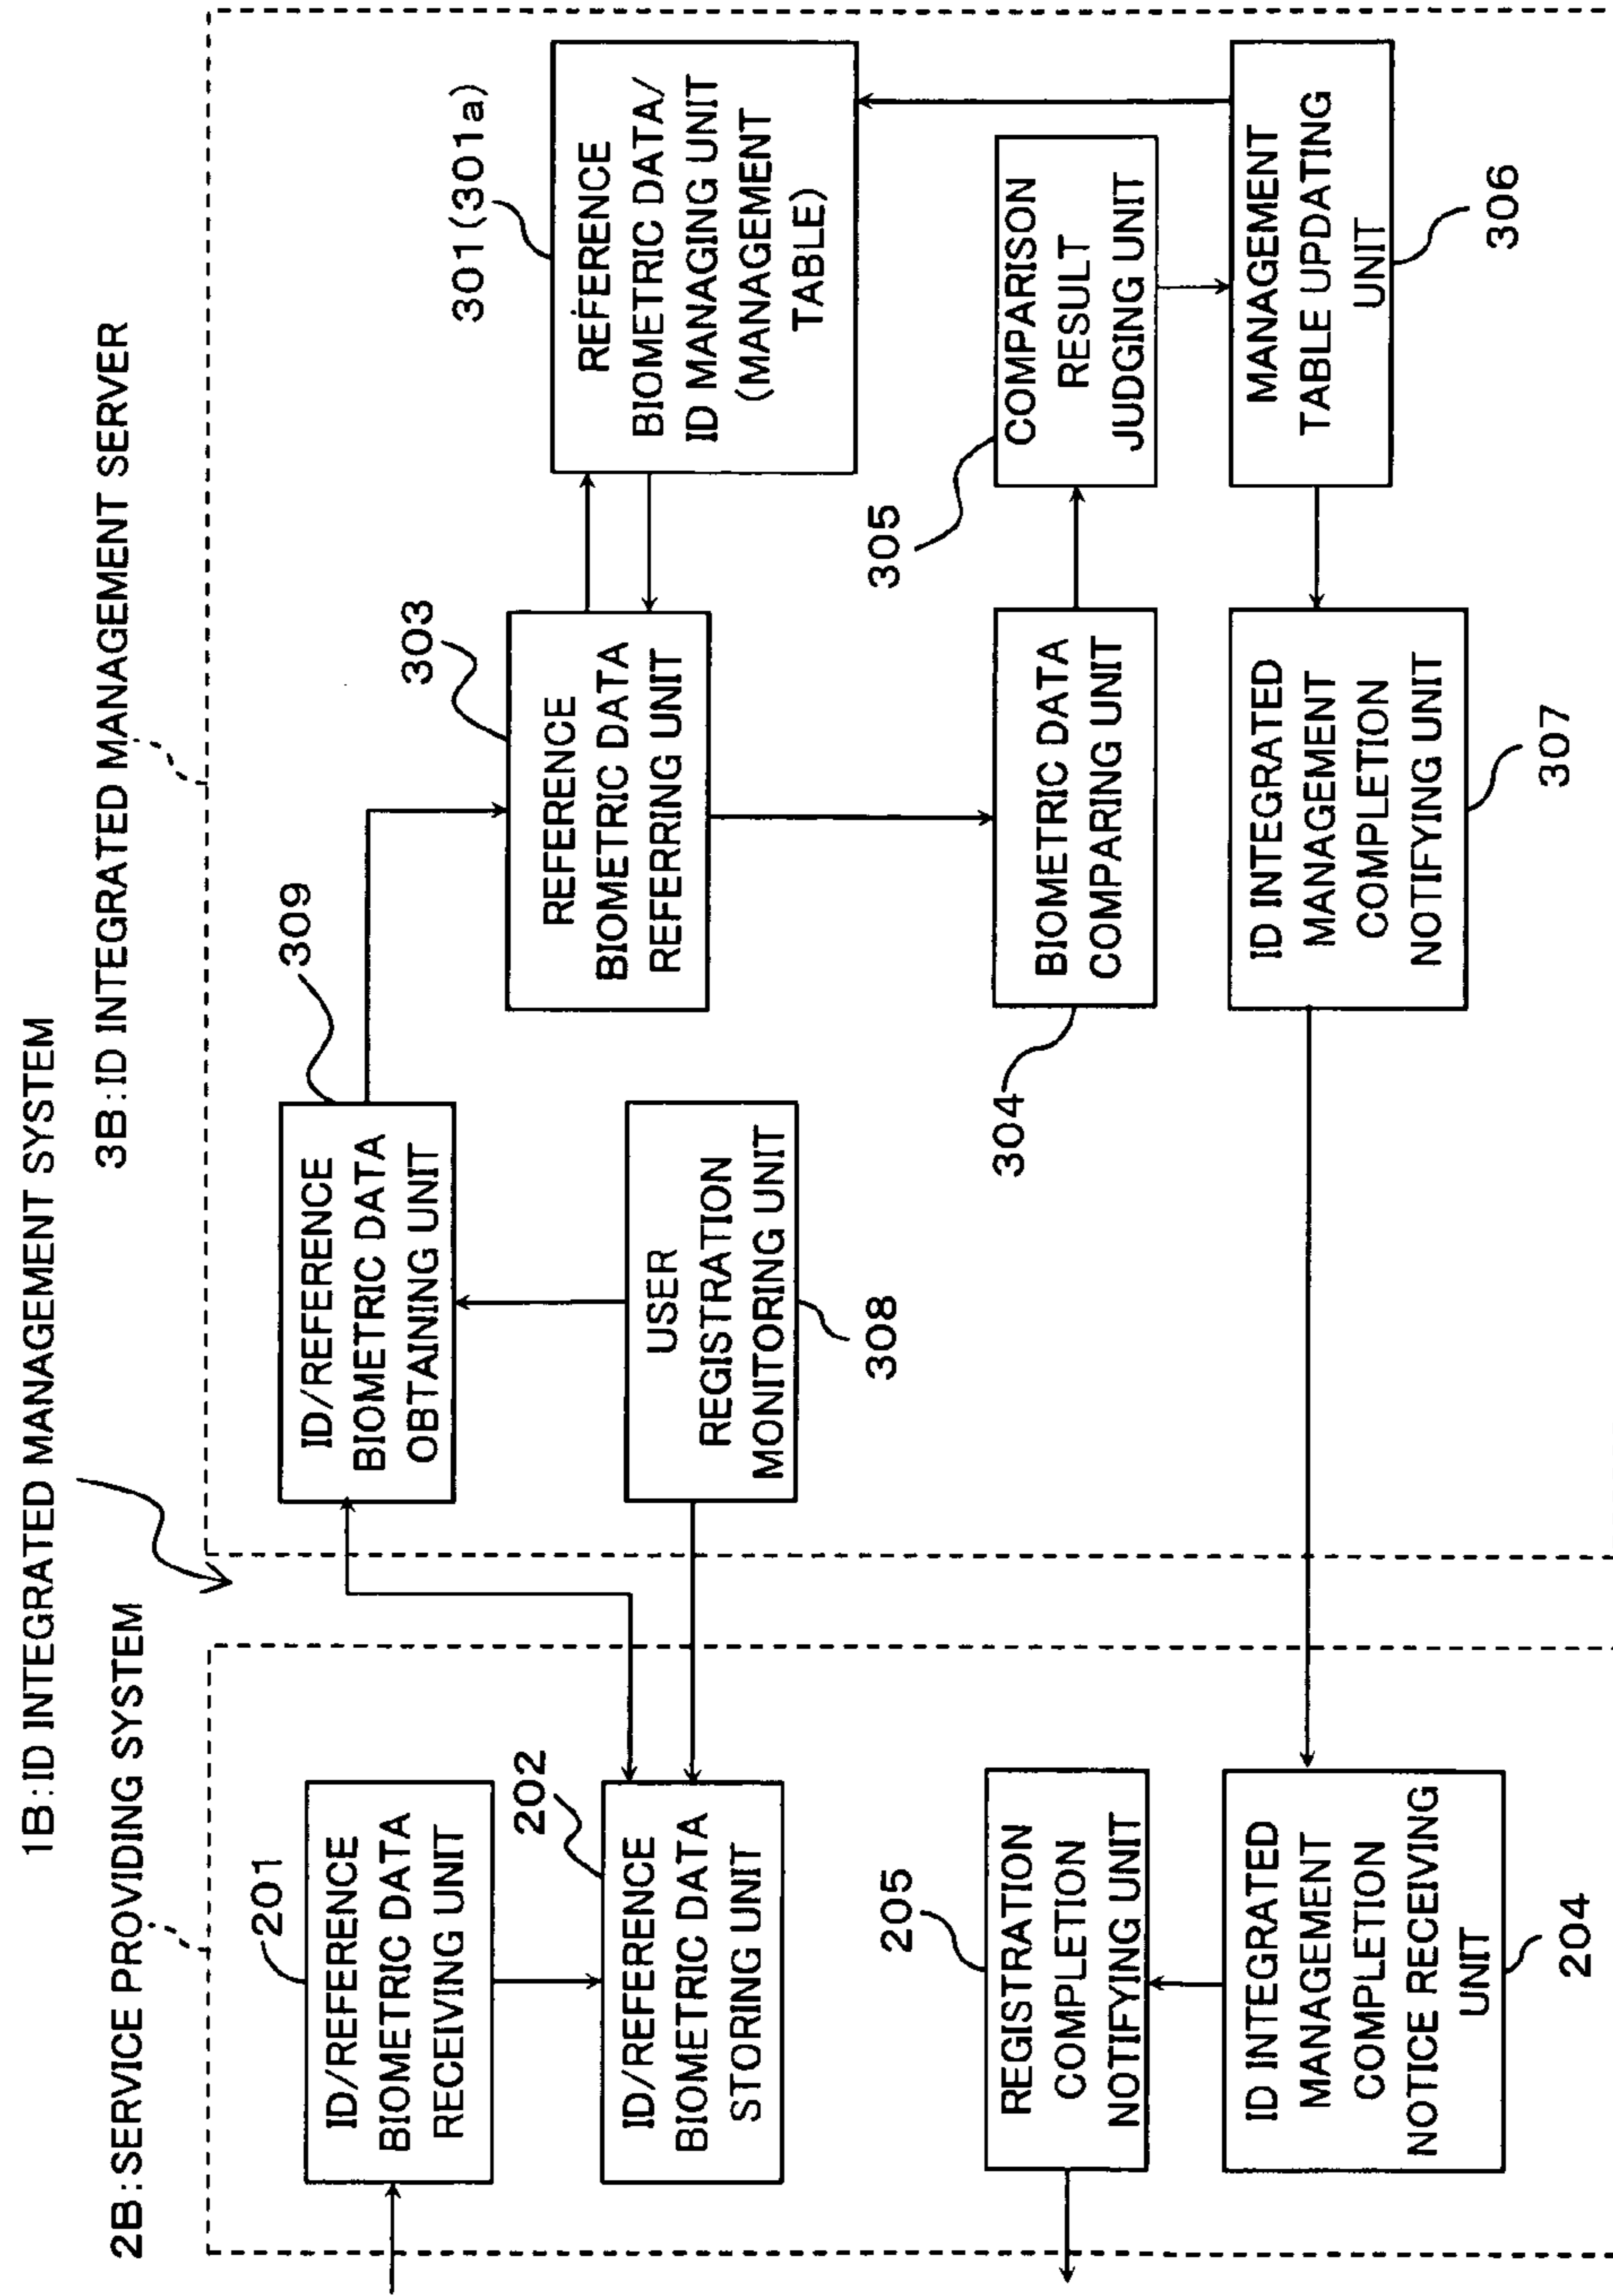 1B:ID INTEGRATED MANAGEMENT SYSTEM
2B:SERVICE PROVIDING SYSTEM
3B:ID INTEGRATED MANAGEMENT SERVER
201
ID/REFERENCE
BIOMETRIC DATA
RECEIVING UNIT
202
ID/REFERENCE
BIOMETRIC DATA
STORING UNIT
205
REGISTRATION
COMPLETION
NOTIFYING UNIT
ID INTEGRATED
MANAGEMENT
COMPLETION
NOTICE RECEIVING
UNIT
204
309
ID/REFERENCE
BIOMETRIC DATA
OBTAINING UNIT
USER
REGISTRATION
MONITORING UNIT
308
303
REFERENCE
BIOMETRIC DATA
REFERRING UNIT
304
BIOMETRIC DATA
COMPARING UNIT
ID INTEGRATED
MANAGEMENT
COMPLETION
NOTIFYING UNIT
307
301(301a)
REFERENCE
BIOMETRIC DATA/
ID MANAGING UNIT
(MANAGEMENT
TABLE)
305
COMPARISON
RESULT
JUDGING UNIT
MANAGEMENT
TABLE UPDATING
UNIT
306